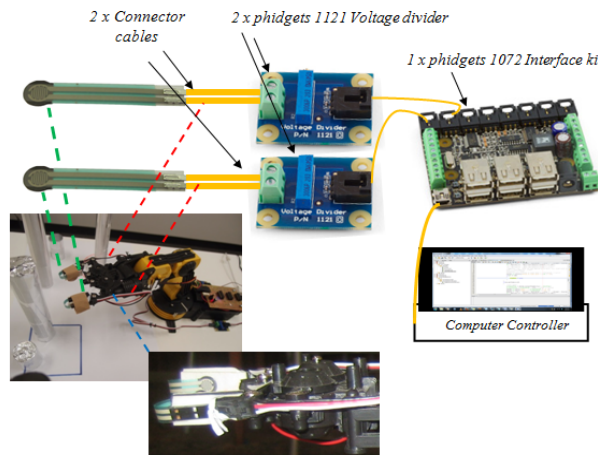 2 x Connector
cables
2 x phidgets 1121 Voltage divider
1 x phidgets 1072 Interface ki
Voltage Divider
P/N 1121
Voltage Divider
P/N 1121
Computer Controller